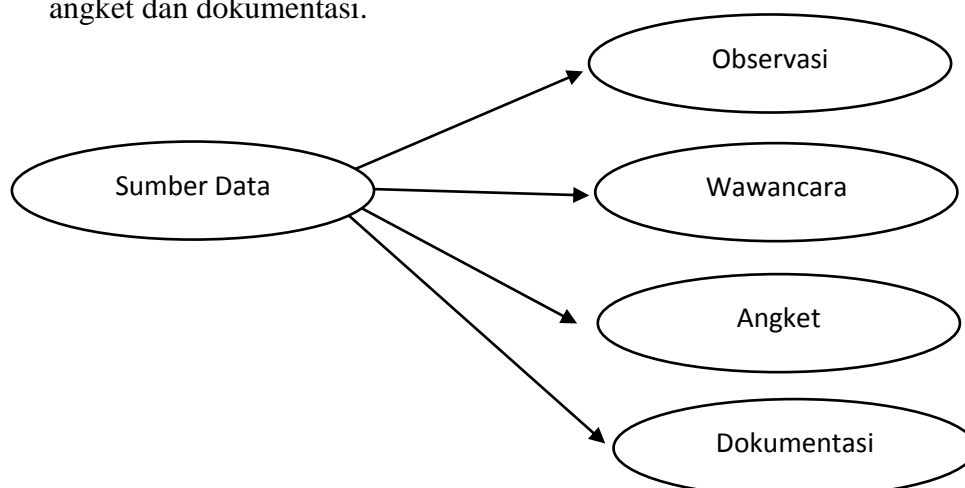 angket dan dokumentasi.
Observasi
Sumber Data
Wawancara
Angket
Dokumentasi